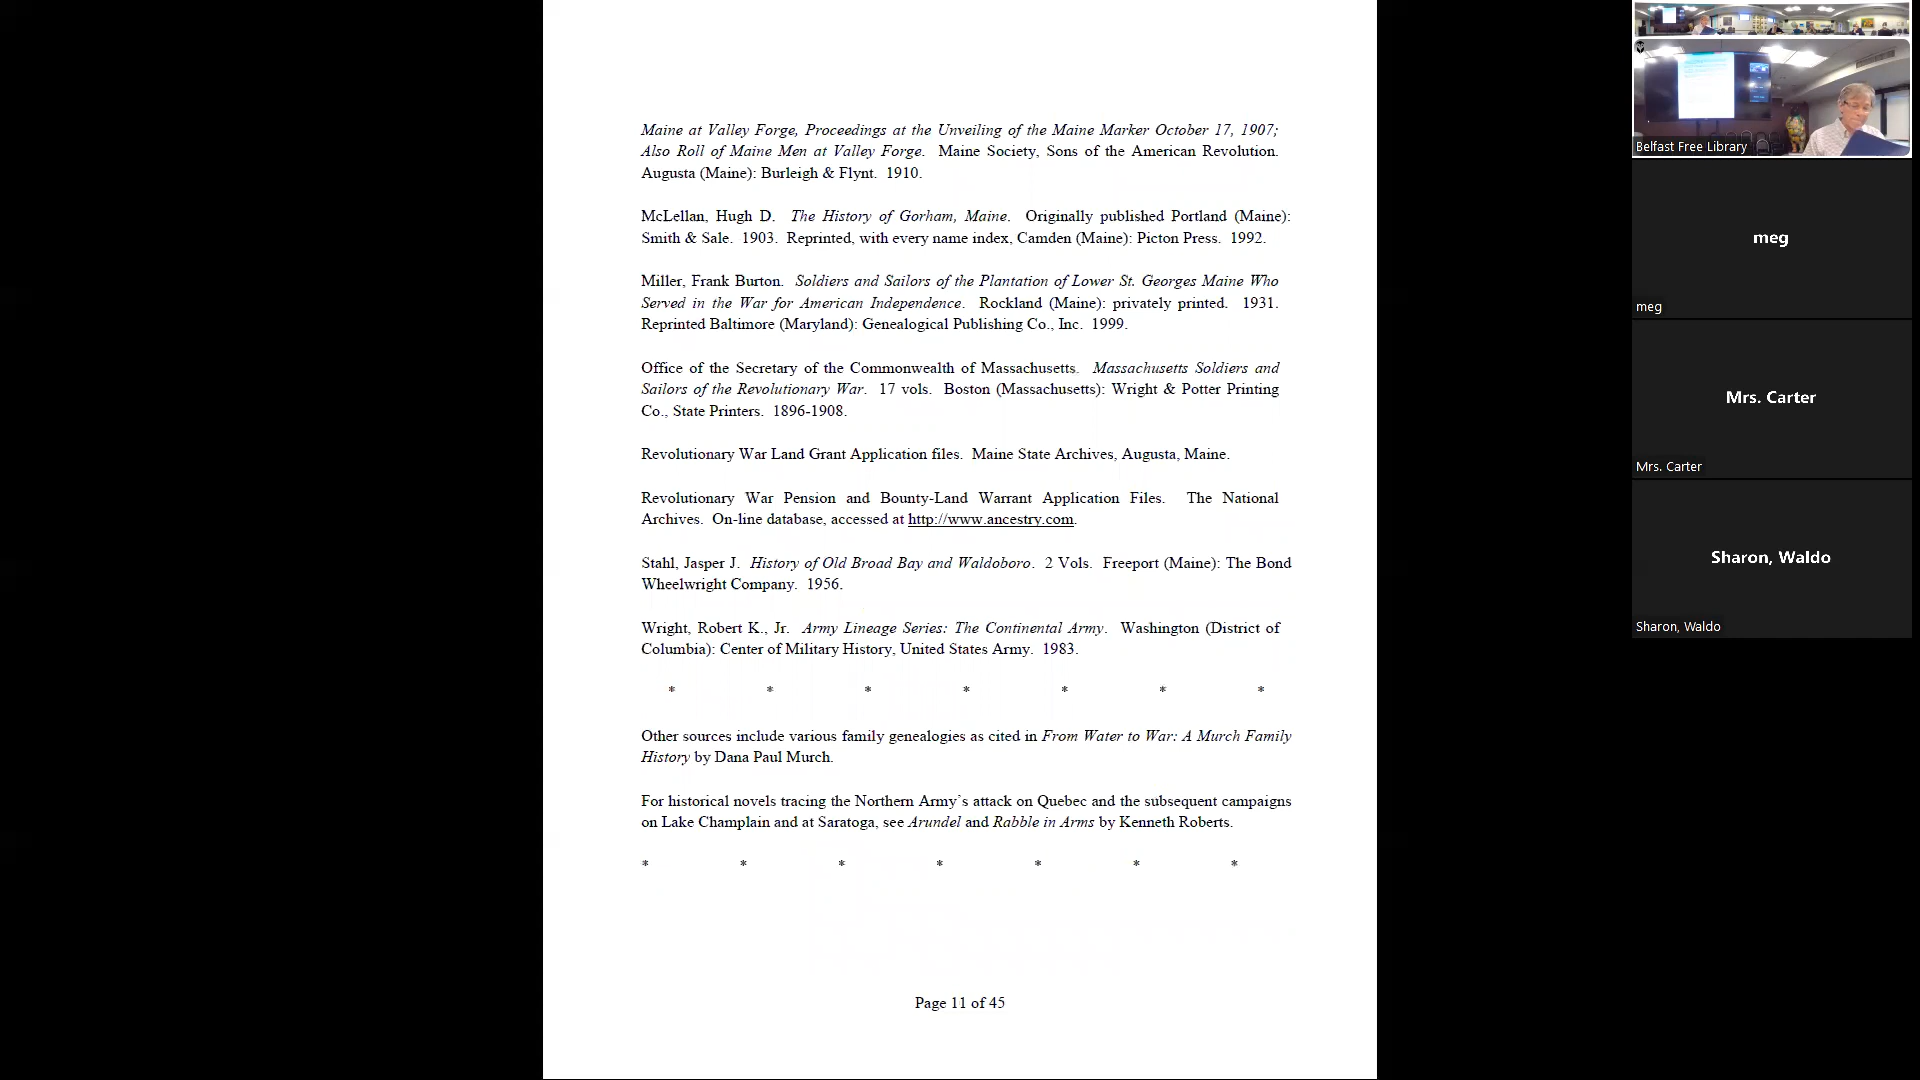 Maine at Valley Forge, Proceedings at the Unveiling of the Maine Marker October 17, 1907;
Also Roll of Maine Men at Valley Forge. Maine Society, Sons of the American Revolution.
Augusta (Maine): Burleigh & Flynt. 1910.
McLellan, Hugh D. The History of Gorham, Maine. Originally published Portland (Maine):
Smith & Sale. 1903. Reprinted, with every name index, Camden (Maine): Picton Press. 1992.
Miller, Frank Burton. Soldiers and Sailors of the Plantation of Lower St. Georges Maine Who
Served in the War for American Independence. Rockland (Maine): privately printed. 1931.
Reprinted Baltimore (Maryland): Genealogical Publishing Co., Inc. 1999.
Office of the Secretary of the Commonwealth of Massachusetts. Massachusetts Soldiers and
Sailors of the Revolutionary War. 17 vols. Boston (Massachusetts): Wright & Potter Printing
Co., State Printers. 1896-1908.
Revolutionary War Land Grant Application files. Maine State Archives, Augusta, Maine.
Revolutionary War Pension and Bounty-Land Warrant Application Files. The National
Archives. On-line database, accessed at http://www.ancestry.com.
Stahl, Jasper J. History of Old Broad Bay and Waldoboro. 2 Vols. Freeport (Maine): The Bond
Wheelwright Company. 1956.
Wright, Robert K., Jr. Army Lineage Series: The Continental Army. Washington (District of
Columbia): Center of Military History, United States Army. 1983.
* * * * * * *
Other sources include various family genealogies as cited in From Water to War: A Murch Family
History by Dana Paul Murch.
For historical novels tracing the Northern Army’s attack on Quebec and the subsequent campaigns
on Lake Champlain and at Saratoga, see Arundel and Rabble in Arms by Kenneth Roberts.
* * * * * * *
Page 11 of 45
Belfast Free Library
meg
meg
Mrs. Carter
Mrs. Carter
Sharon, Waldo
Sharon, Waldo